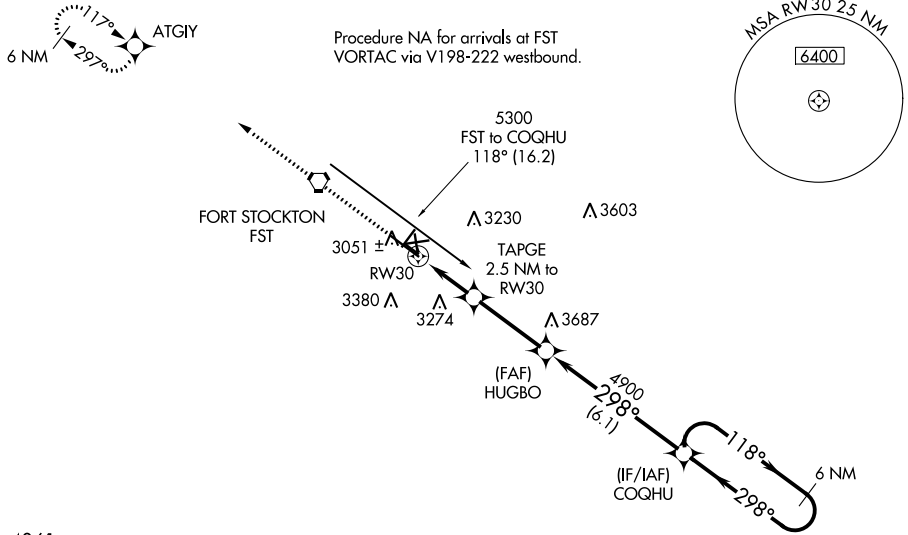 117°
ATGIY
6 NM
297°
Procedure NA for arrivals at FST
VORTAC via V198-222 westbound.
MSA RW30 25 NM
6400
5300
FST to COQHU
118° (16.2)
FORT STOCKTON
FST
3230
3603
3051 ±
RW30
TAPGE
2.5 NM to
RW30
3380
3274
3687
(FAF)
HUGBO
4900
298°
(6.1)
118°
6 NM
(IF/IAF)
COQHU
298°